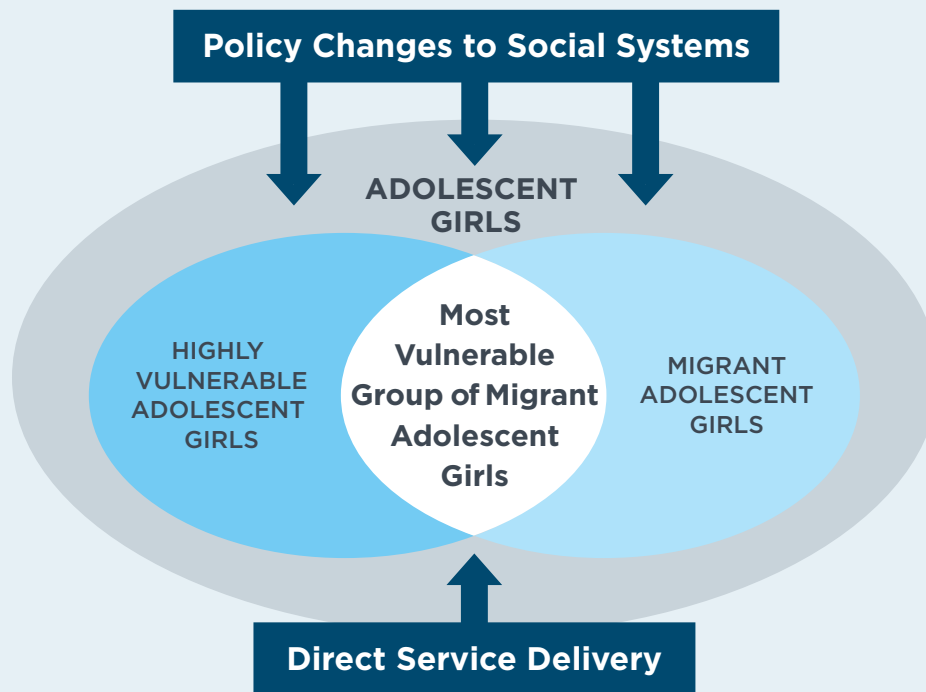 Policy Changes to Social Systems
ADOLESCENT
GIRLS
HIGHLY
VULNERABLE
ADOLESCENT
GIRLS
Most
Vulnerable
Group of Migrant
Adolescent
Girls
MIGRANT
ADOLESCENT
GIRLS
Direct Service Delivery